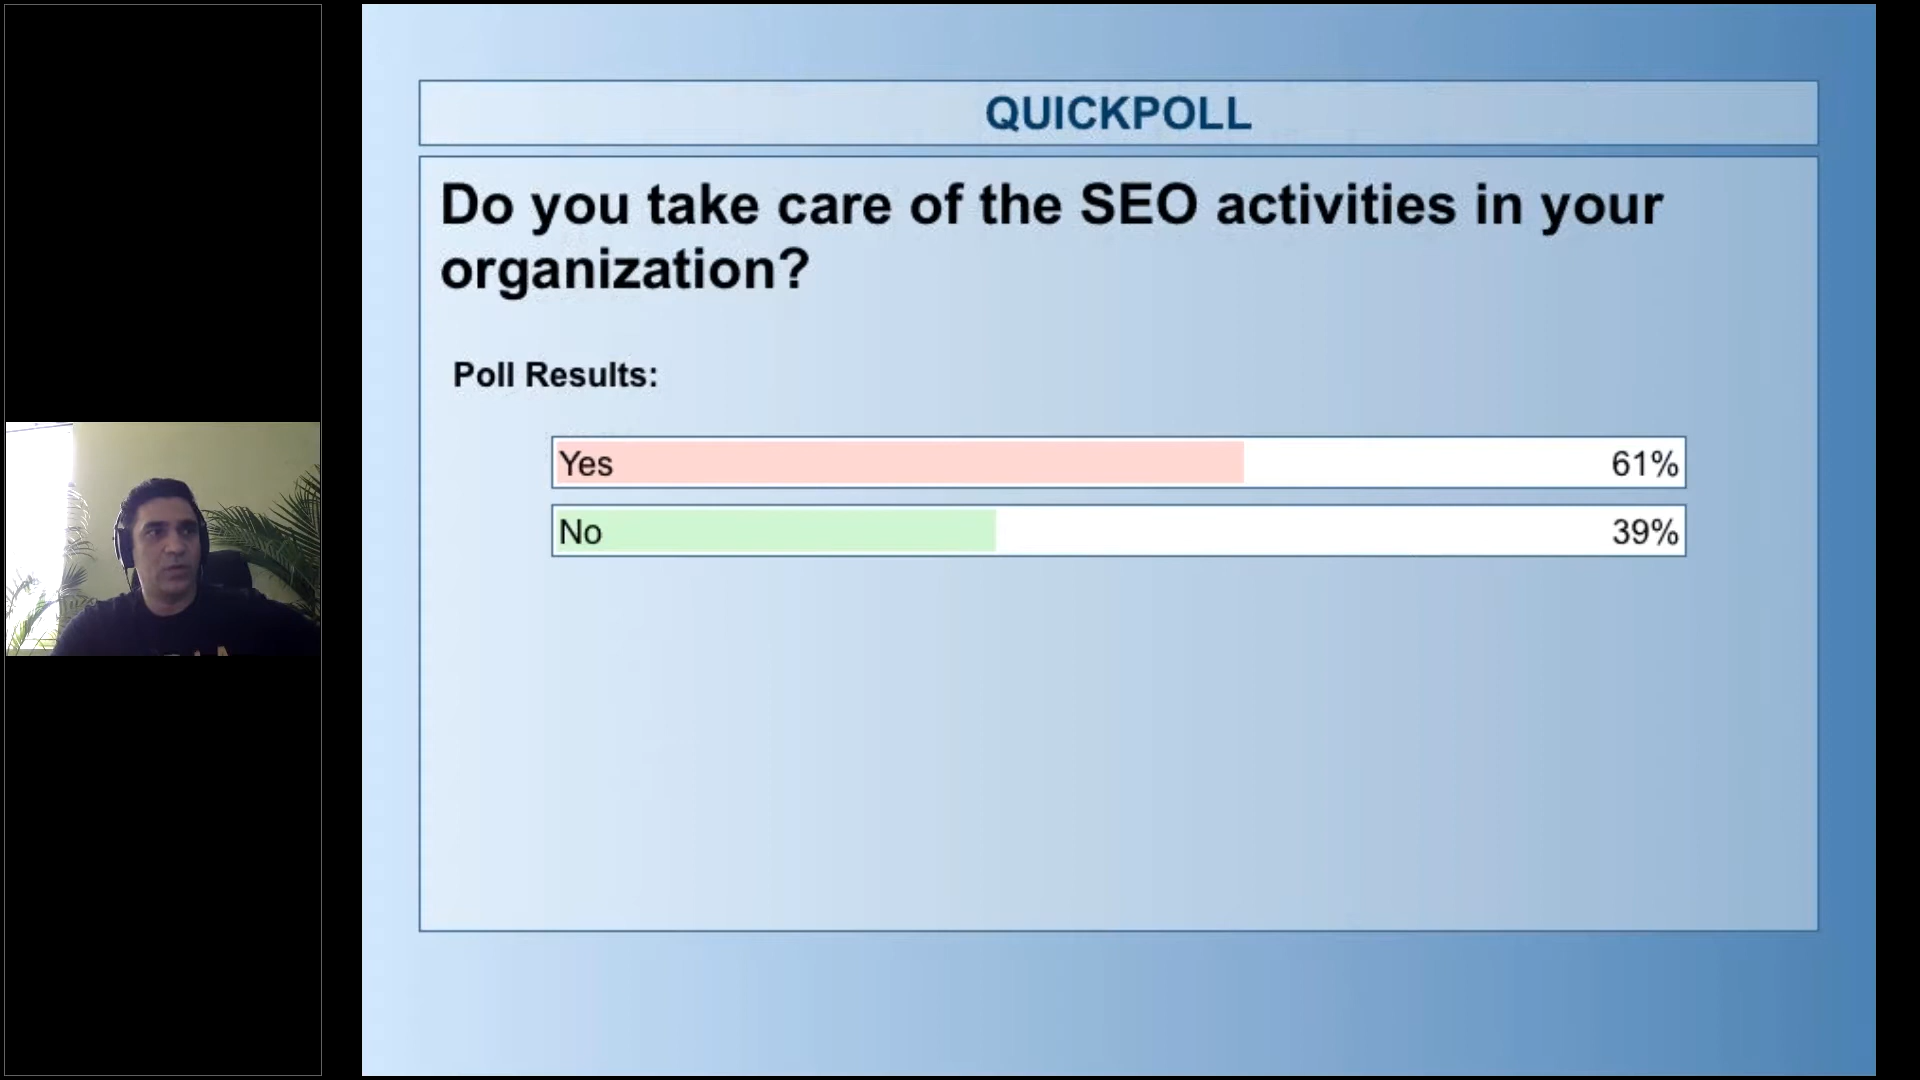 QUICKPOLL
Do you take care of the SEO activities in your
organization?
Poll Results:
Yes 61%
No 39%